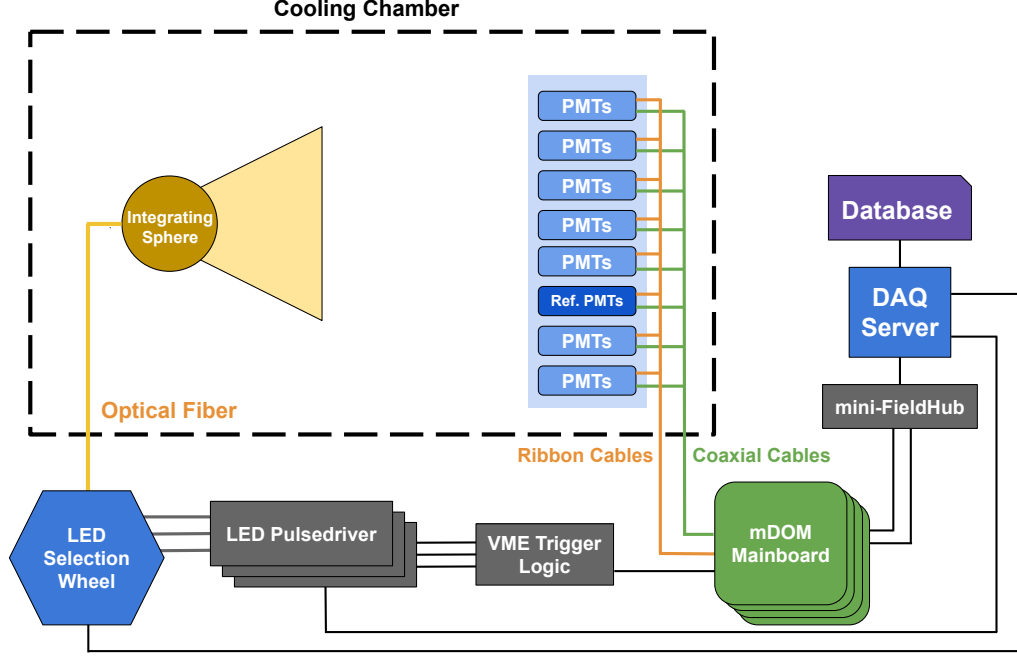 Cooling Chamber
PMTs
PMTs
PMTs
Integrating
Sphere
PMTs
PMTs
Ref. PMTs
PMTs
PMTs
Database
DAQ
Server
mini-FieldHub
Optical Fiber
Ribbon Cables
Coaxial Cables
LED
Selection
Wheel
LED Pulsedriver
VME Trigger
Logic
mDOM
Mainboard